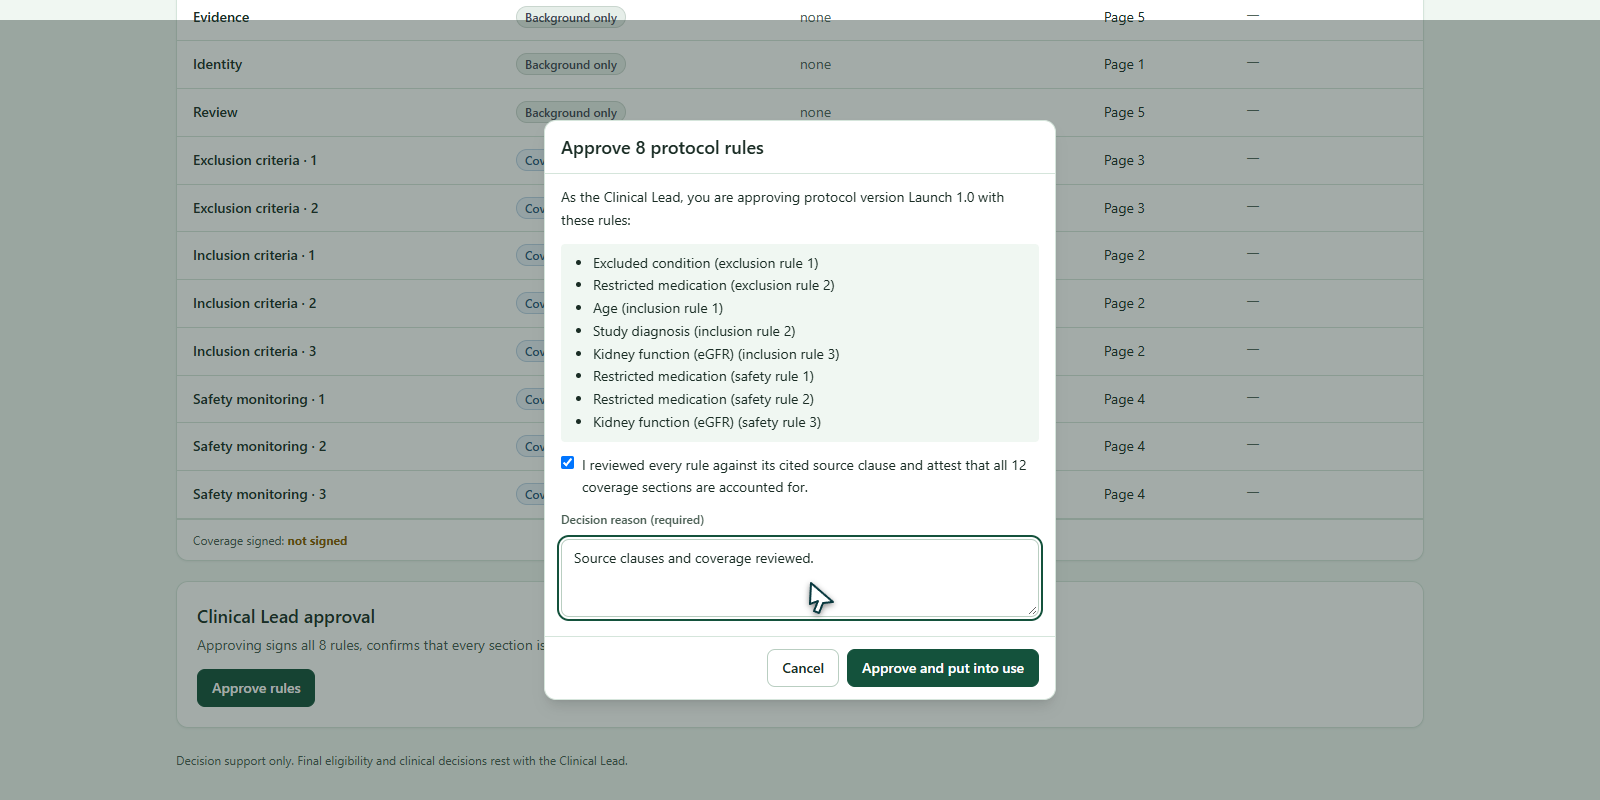 Evidence Background only none Page 5 —
Identity Background only none Page 1 —
Review Background only none Page 5 —
Exclusion criteria · 1 Cov Page 3 —
Exclusion criteria · 2 Cov Page 3 —
Inclusion criteria · 1 Cov Page 2 —
Inclusion criteria · 2 Cov Page 2 —
Inclusion criteria · 3 Cov Page 2 —
Safety monitoring · 1 Cov Page 4 —
Safety monitoring · 2 Cov Page 4 —
Safety monitoring · 3 Cov Page 4 —
Coverage signed: not signed
Clinical Lead approval
Approving signs all 8 rules, confirms that every section is
Approve rules
Decision support only. Final eligibility and clinical decisions rest with the Clinical Lead.
Approve 8 protocol rules
As the Clinical Lead, you are approving protocol version Launch 1.0 with
these rules:
• Excluded condition (exclusion rule 1)
• Restricted medication (exclusion rule 2)
• Age (inclusion rule 1)
• Study diagnosis (inclusion rule 2)
• Kidney function (eGFR) (inclusion rule 3)
• Restricted medication (safety rule 1)
• Restricted medication (safety rule 2)
• Kidney function (eGFR) (safety rule 3)
I reviewed every rule against its cited source clause and attest that all 12
coverage sections are accounted for.
Decision reason (required)
Source clauses and coverage reviewed.
Cancel Approve and put into use